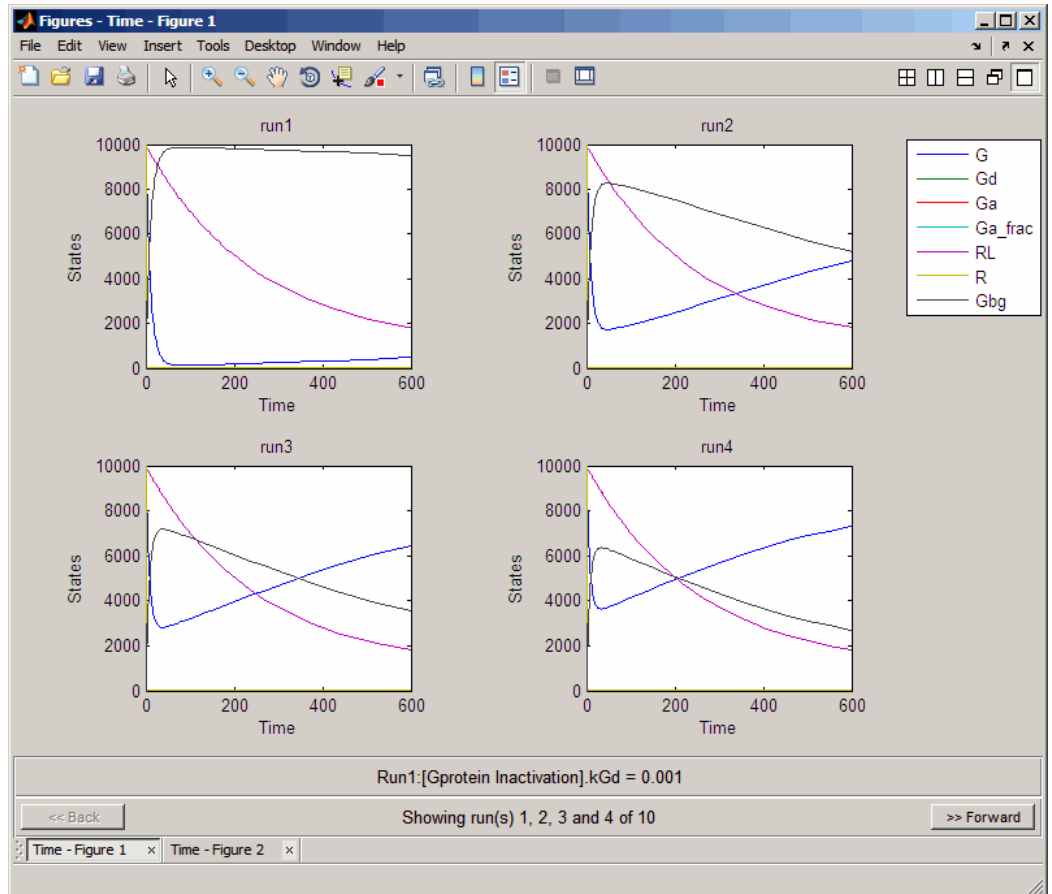 Figures - Time - Figure 1
File Edit View Insert Tools Desktop Window Help
run1
10000
8000
6000
4000
2000
0
States
0 200 400 600
Time
run2
10000
8000
6000
4000
2000
0
States
0 200 400 600
Time
G
Gd
Ga
Ga_frac
RL
R
Gbg
run3
10000
8000
6000
4000
2000
0
States
0 200 400 600
Time
run4
10000
8000
6000
4000
2000
0
States
0 200 400 600
Time
Run1:[Gprotein Inactivation].kGd = 0.001
<< Back
Showing run(s) 1, 2, 3 and 4 of 10
>> Forward
Time - Figure 1 × Time - Figure 2 ×